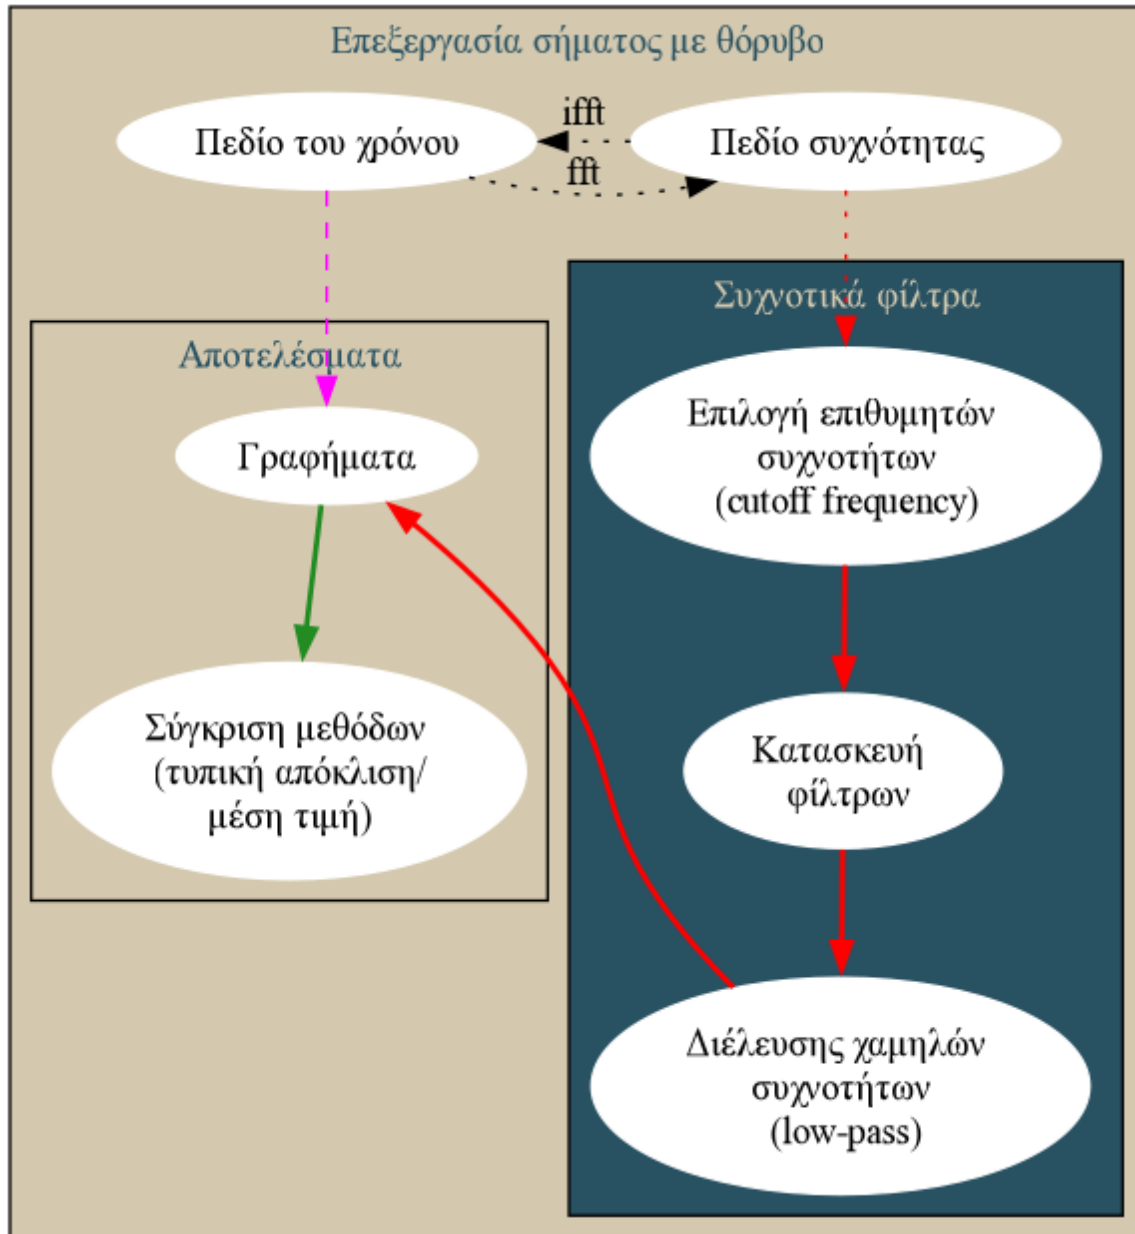 Επεξεργασία σήματος με θόρυβο
Πεδίο του χρόνου
ifft
fft
Πεδίο συχνότητας
Συχνοτικά φίλτρα
Αποτελέσματα
Γραφήματα
Επιλογή επιθυμητών
συχνοτήτων
(cutoff frequency)
Σύγκριση μεθόδων
(τυπική απόκλιση/
μέση τιμή)
Κατασκευή
φίλτρων
Διέλευσης χαμηλών
συχνοτήτων
(low-pass)